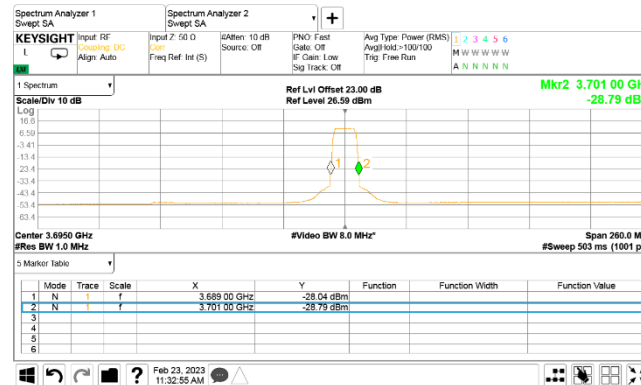 Spectrum Analyzer 1
Swept SA
Spectrum Analyzer 2
Swept SA
+
KEYSIGHT
L
Input: RF
Coupling: DC
Align: Auto
Input Z: 50 Ω
Corr
Freq Ref: Int (S)
#Atten: 10 dB
Source: Off
PNO: Fast
Gate: Off
IF Gain: Low
Sig Track: Off
Avg Type: Power (RMS)
Avg|Hold:>100/100
Trig: Free Run
1 2 3 4 5 6
M W W W W W
A N N N N N
1 Spectrum
Scale/Div 10 dB
Log
Ref Lvl Offset 23.00 dB
Ref Level 26.59 dBm
Mkr2 3.701 00 GH
-28.79 dB
16.6
6.59
-3.41
-13.4
-23.4
-33.4
-43.4
-53.4
-63.4
1
2
Center 3.6950 GHz
#Res BW 1.0 MHz
#Video BW 8.0 MHz*
Span 260.0 M
#Sweep 503 ms (1001 p
5 Marker Table
Mode Trace Scale X Y Function Function Width Function Value
1 N 1 f 3.689 00 GHz -28.04 dBm
2 N 1 f 3.701 00 GHz -28.79 dBm
3
4
5
6
?
Feb 23, 2023
11:32:55 AM